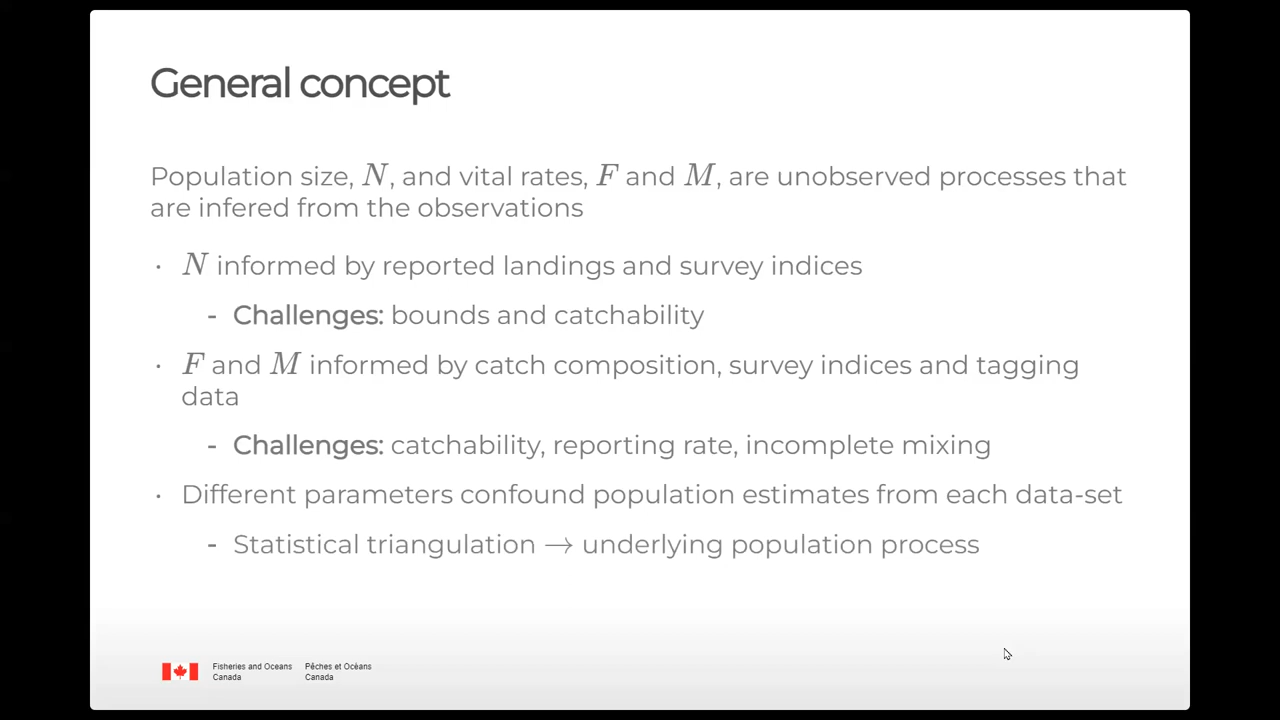 General concept
Population size, N, and vital rates, F and M, are unobserved processes that
are infered from the observations
· N informed by reported landings and survey indices
- Challenges: bounds and catchability
· F and M informed by catch composition, survey indices and tagging
data
- Challenges: catchability, reporting rate, incomplete mixing
· Different parameters confound population estimates from each data-set
- Statistical triangulation → underlying population process
Fisheries and Oceans Pêches et Océans
Canada Canada